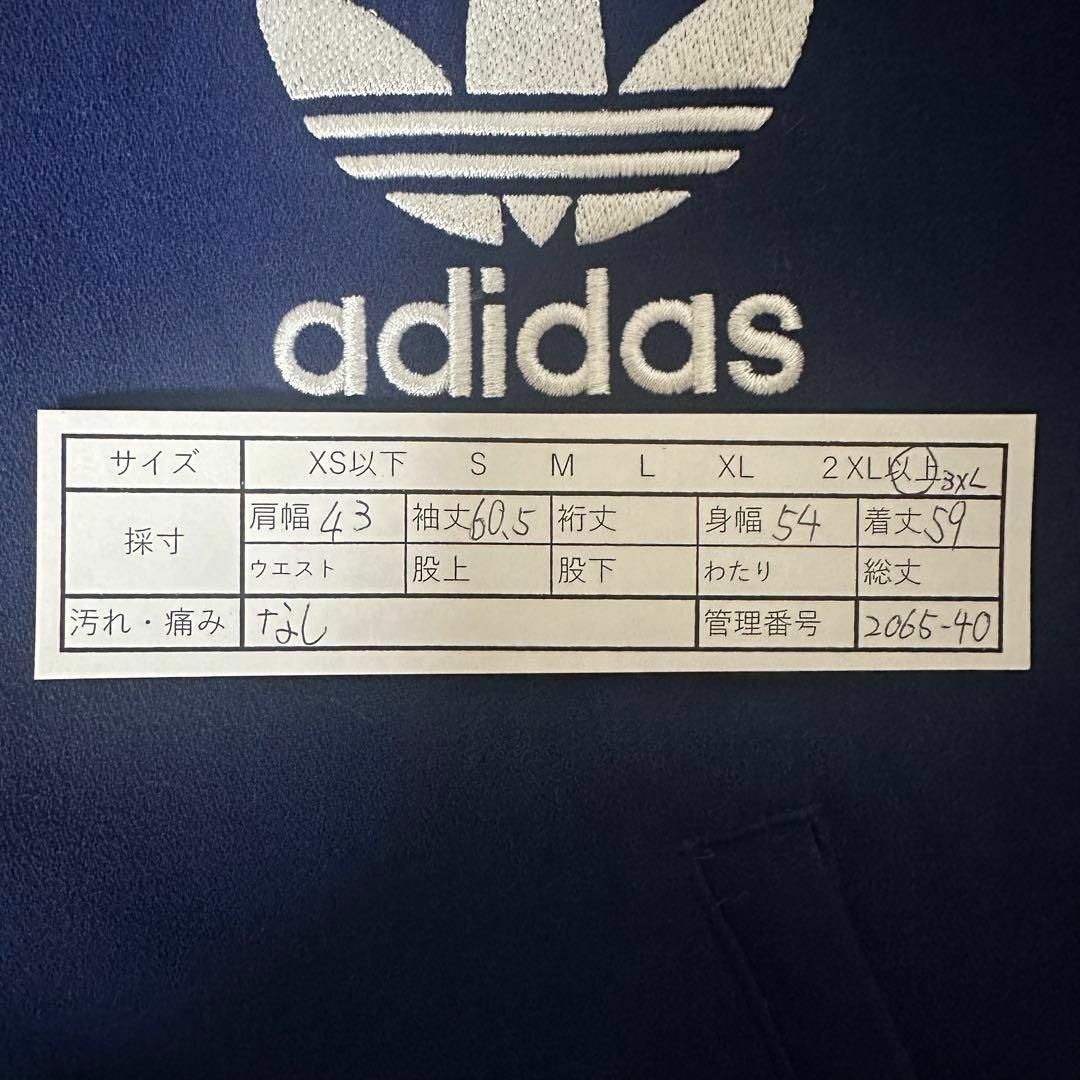 adidas
サイズ XS以下 S M L XL 2XL以上 3XL
採寸 肩幅 43 袖丈 60.5 裄丈 身幅 54 着丈 59
ウエスト 股上 股下 わたり 総丈
汚れ・痛み なし 管理番号 2065-40